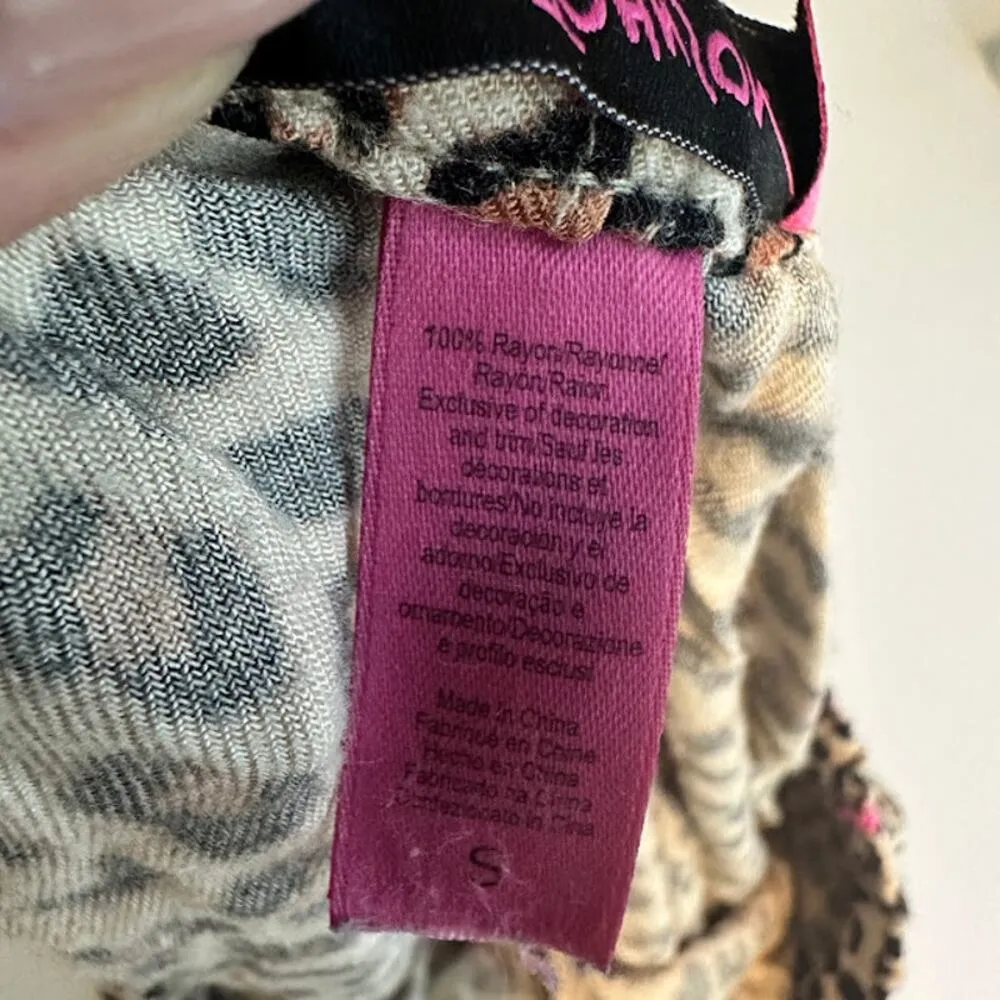 100% Rayon/Rayonne/
Rayon/Raion
Exclusive of decoration
and trim/Sauf les
décorations et
bordures/No incluye la
decoración y el
adorno/Exclusivo de
decoração e
ornamento/Decorazione
e profilo esclusi
Made in China
Fabriqué en Chine
Hecho en China
Fabricado na China
Confezionato in Cina
S